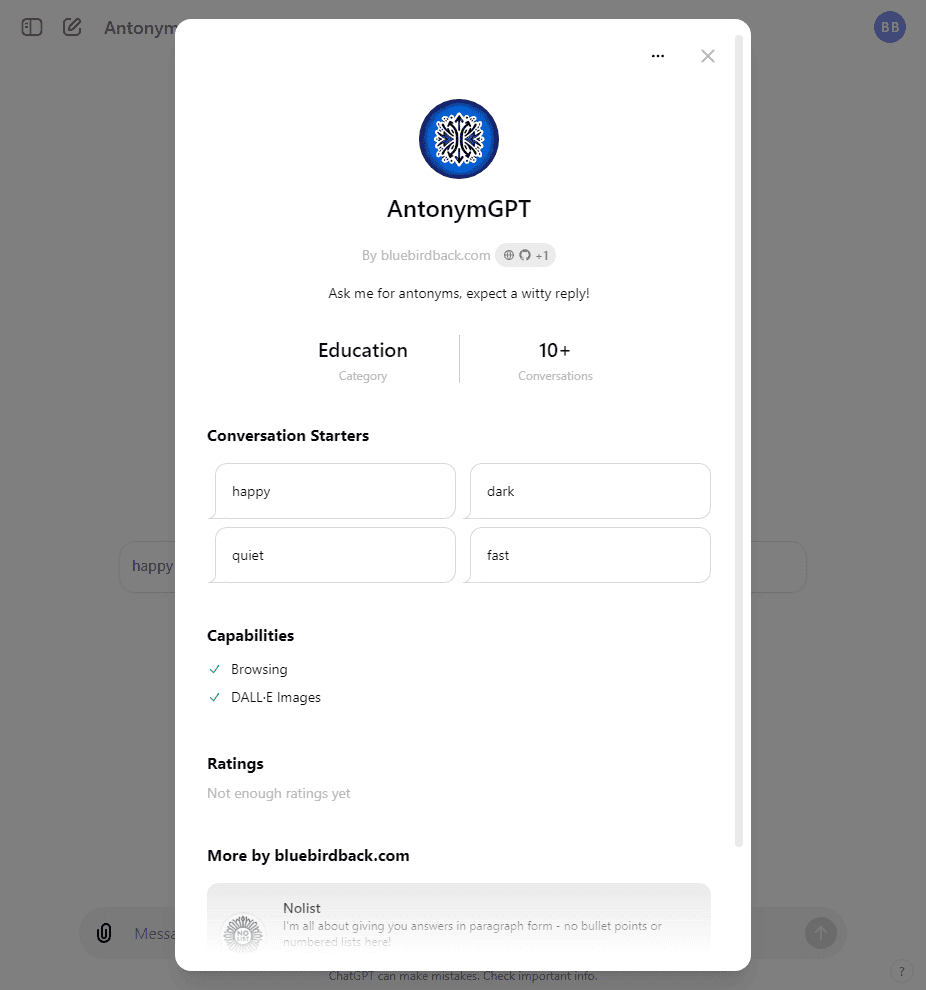 Antonym
BB
AntonymGPT
By bluebirdback.com +1
Ask me for antonyms, expect a witty reply!
Education
Category
10+
Conversations
Conversation Starters
happy
dark
quiet
fast
happy
Capabilities
Browsing
DALL·E Images
Ratings
Not enough ratings yet
More by bluebirdback.com
NO
LIST
Nolist
I'm all about giving you answers in paragraph form - no bullet points or
numbered lists here!
Messa
ChatGPT can make mistakes. Check important info.
?